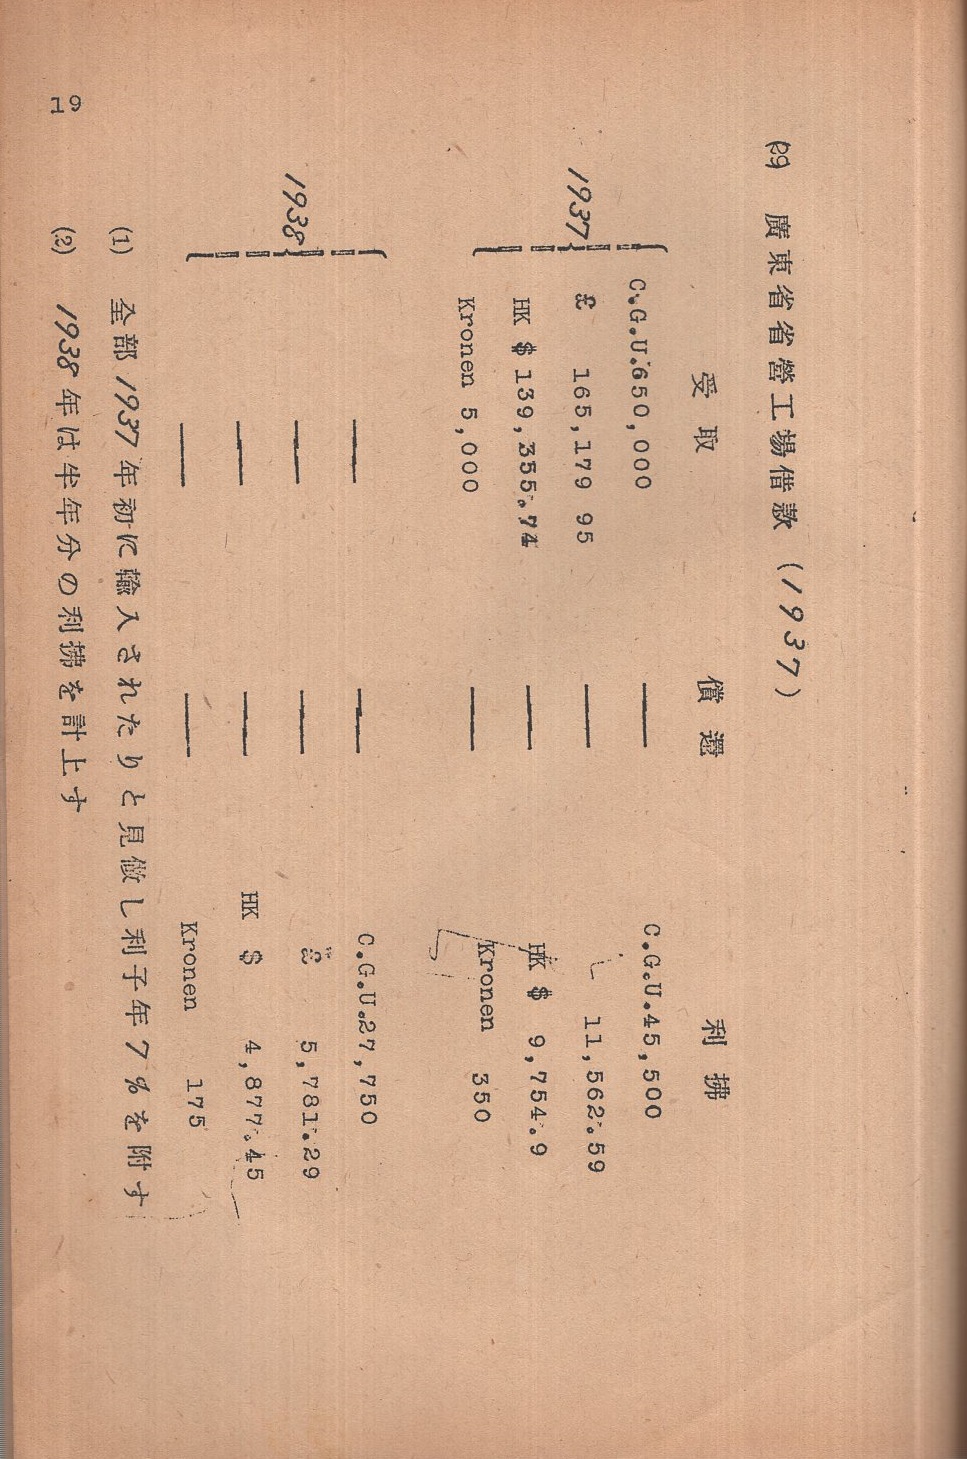 (29) 廣東省省營工場借款 (1937)
受取 償還 利拂
1937
C.G.U.650,000 — C.G.U.45,500
£ 165,179 95 — 11,562.59
HK $ 139,355.74 — HK $ 9,754.9
Kronen 5,000 — Kronen 350
1938
— — C.G.U.27,750
— — £ 5,781.29
— — HK $ 4,877.45
— — Kronen 175
(1) 全部1937年初に輸入されたりと見做し利子年7%を附す
(2) 1938年は半年分の利拂を計上す
19